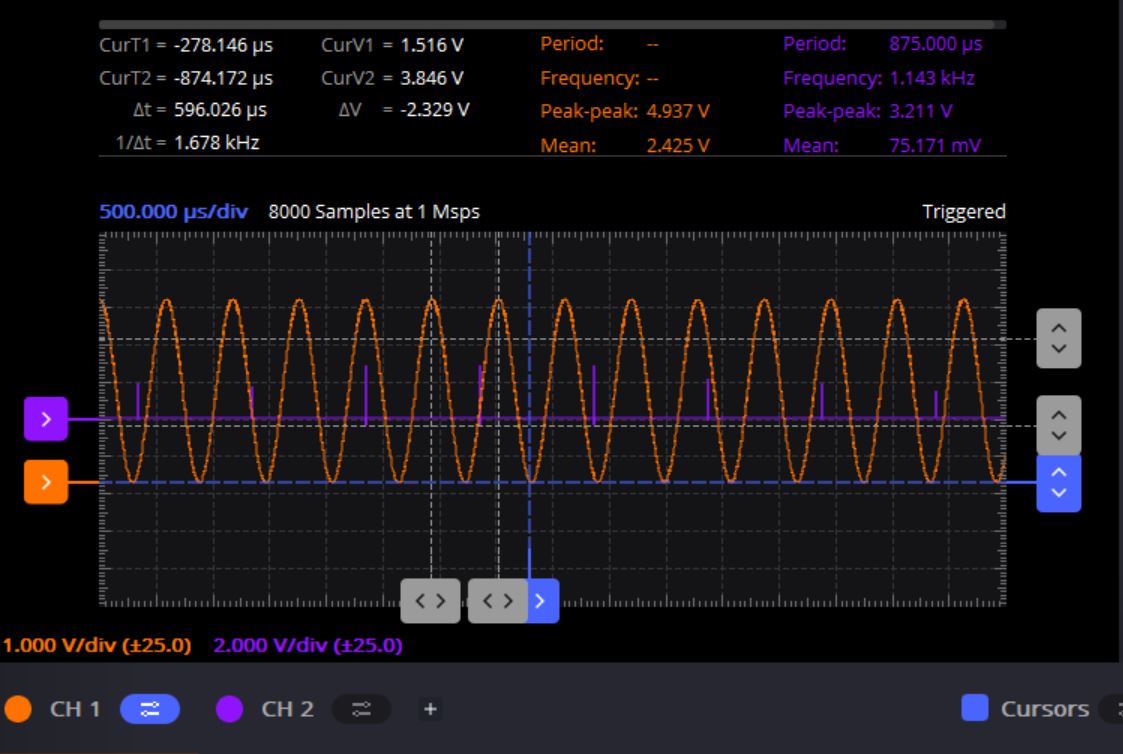 CurT1 = -278.146 µs CurV1 = 1.516 V Period: -- Period: 875.000 µs
CurT2 = -874.172 µs CurV2 = 3.846 V Frequency: -- Frequency: 1.143 kHz
Δt = 596.026 µs ΔV = -2.329 V Peak-peak: 4.937 V Peak-peak: 3.211 V
1/Δt = 1.678 kHz Mean: 2.425 V Mean: 75.171 mV
500.000 µs/div 8000 Samples at 1 Msps Triggered
1.000 V/div (±25.0) 2.000 V/div (±25.0)
CH 1 CH 2 + Cursors